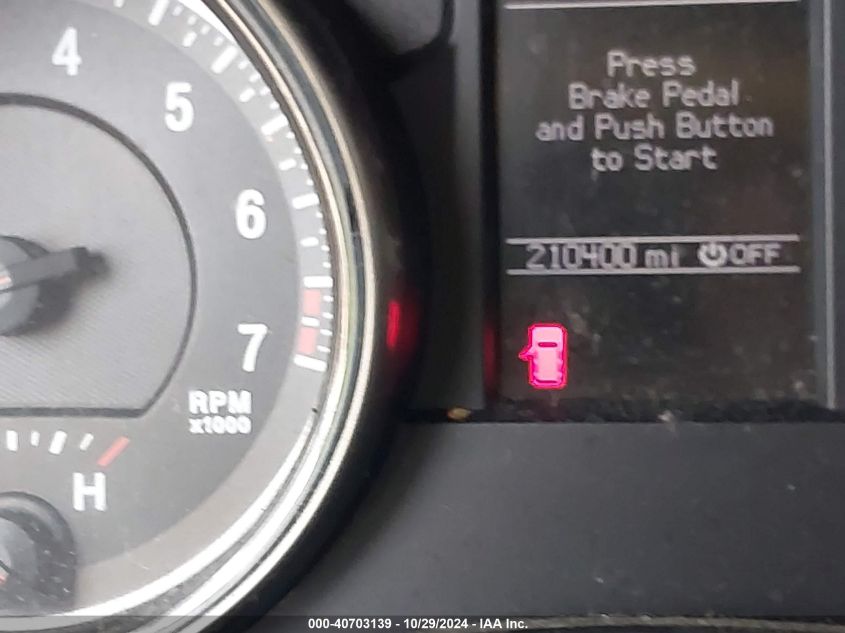 4
5
6
7
RPM
x1000
H
Press
Brake Pedal
and Push Button
to Start
210400 mi OFF
000-40703139 - 10/29/2024 - IAA Inc.